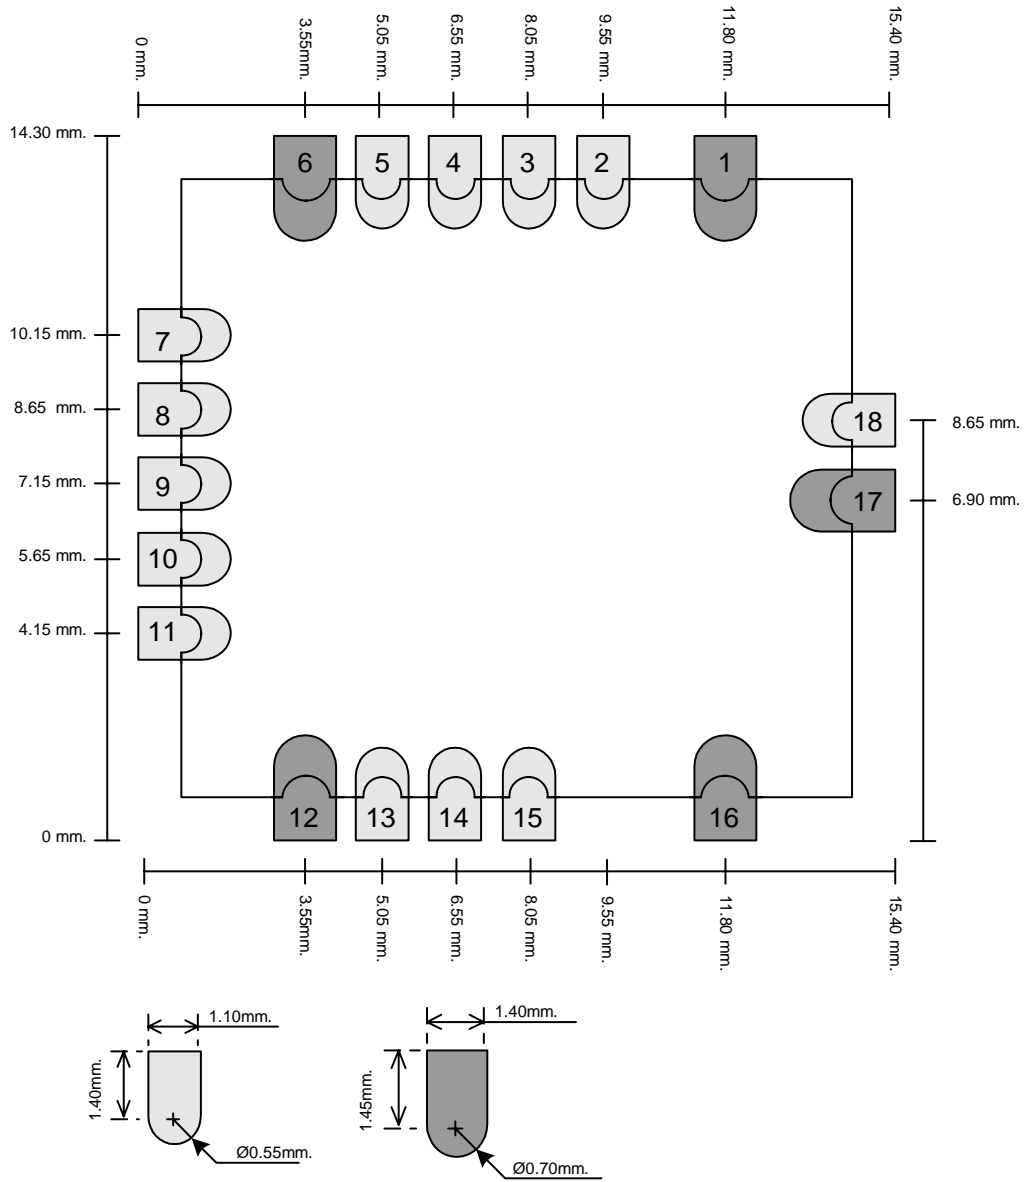 0 mm.
3.55mm.
5.05 mm.
6.55 mm.
8.05 mm.
9.55 mm.
11.80 mm.
15.40 mm.
14.30 mm.
6
5
4
3
2
1
10.15 mm.
7
8.65 mm.
8
18
8.65 mm.
7.15 mm.
9
17
6.90 mm.
5.65 mm.
10
4.15 mm.
11
0 mm.
12
13
14
15
16
0 mm.
3.55mm.
5.05 mm.
6.55 mm.
8.05 mm.
9.55 mm.
11.80 mm.
15.40 mm.
1.10mm.
1.40mm.
Ø0.55mm.
1.40mm.
1.45mm.
Ø0.70mm.